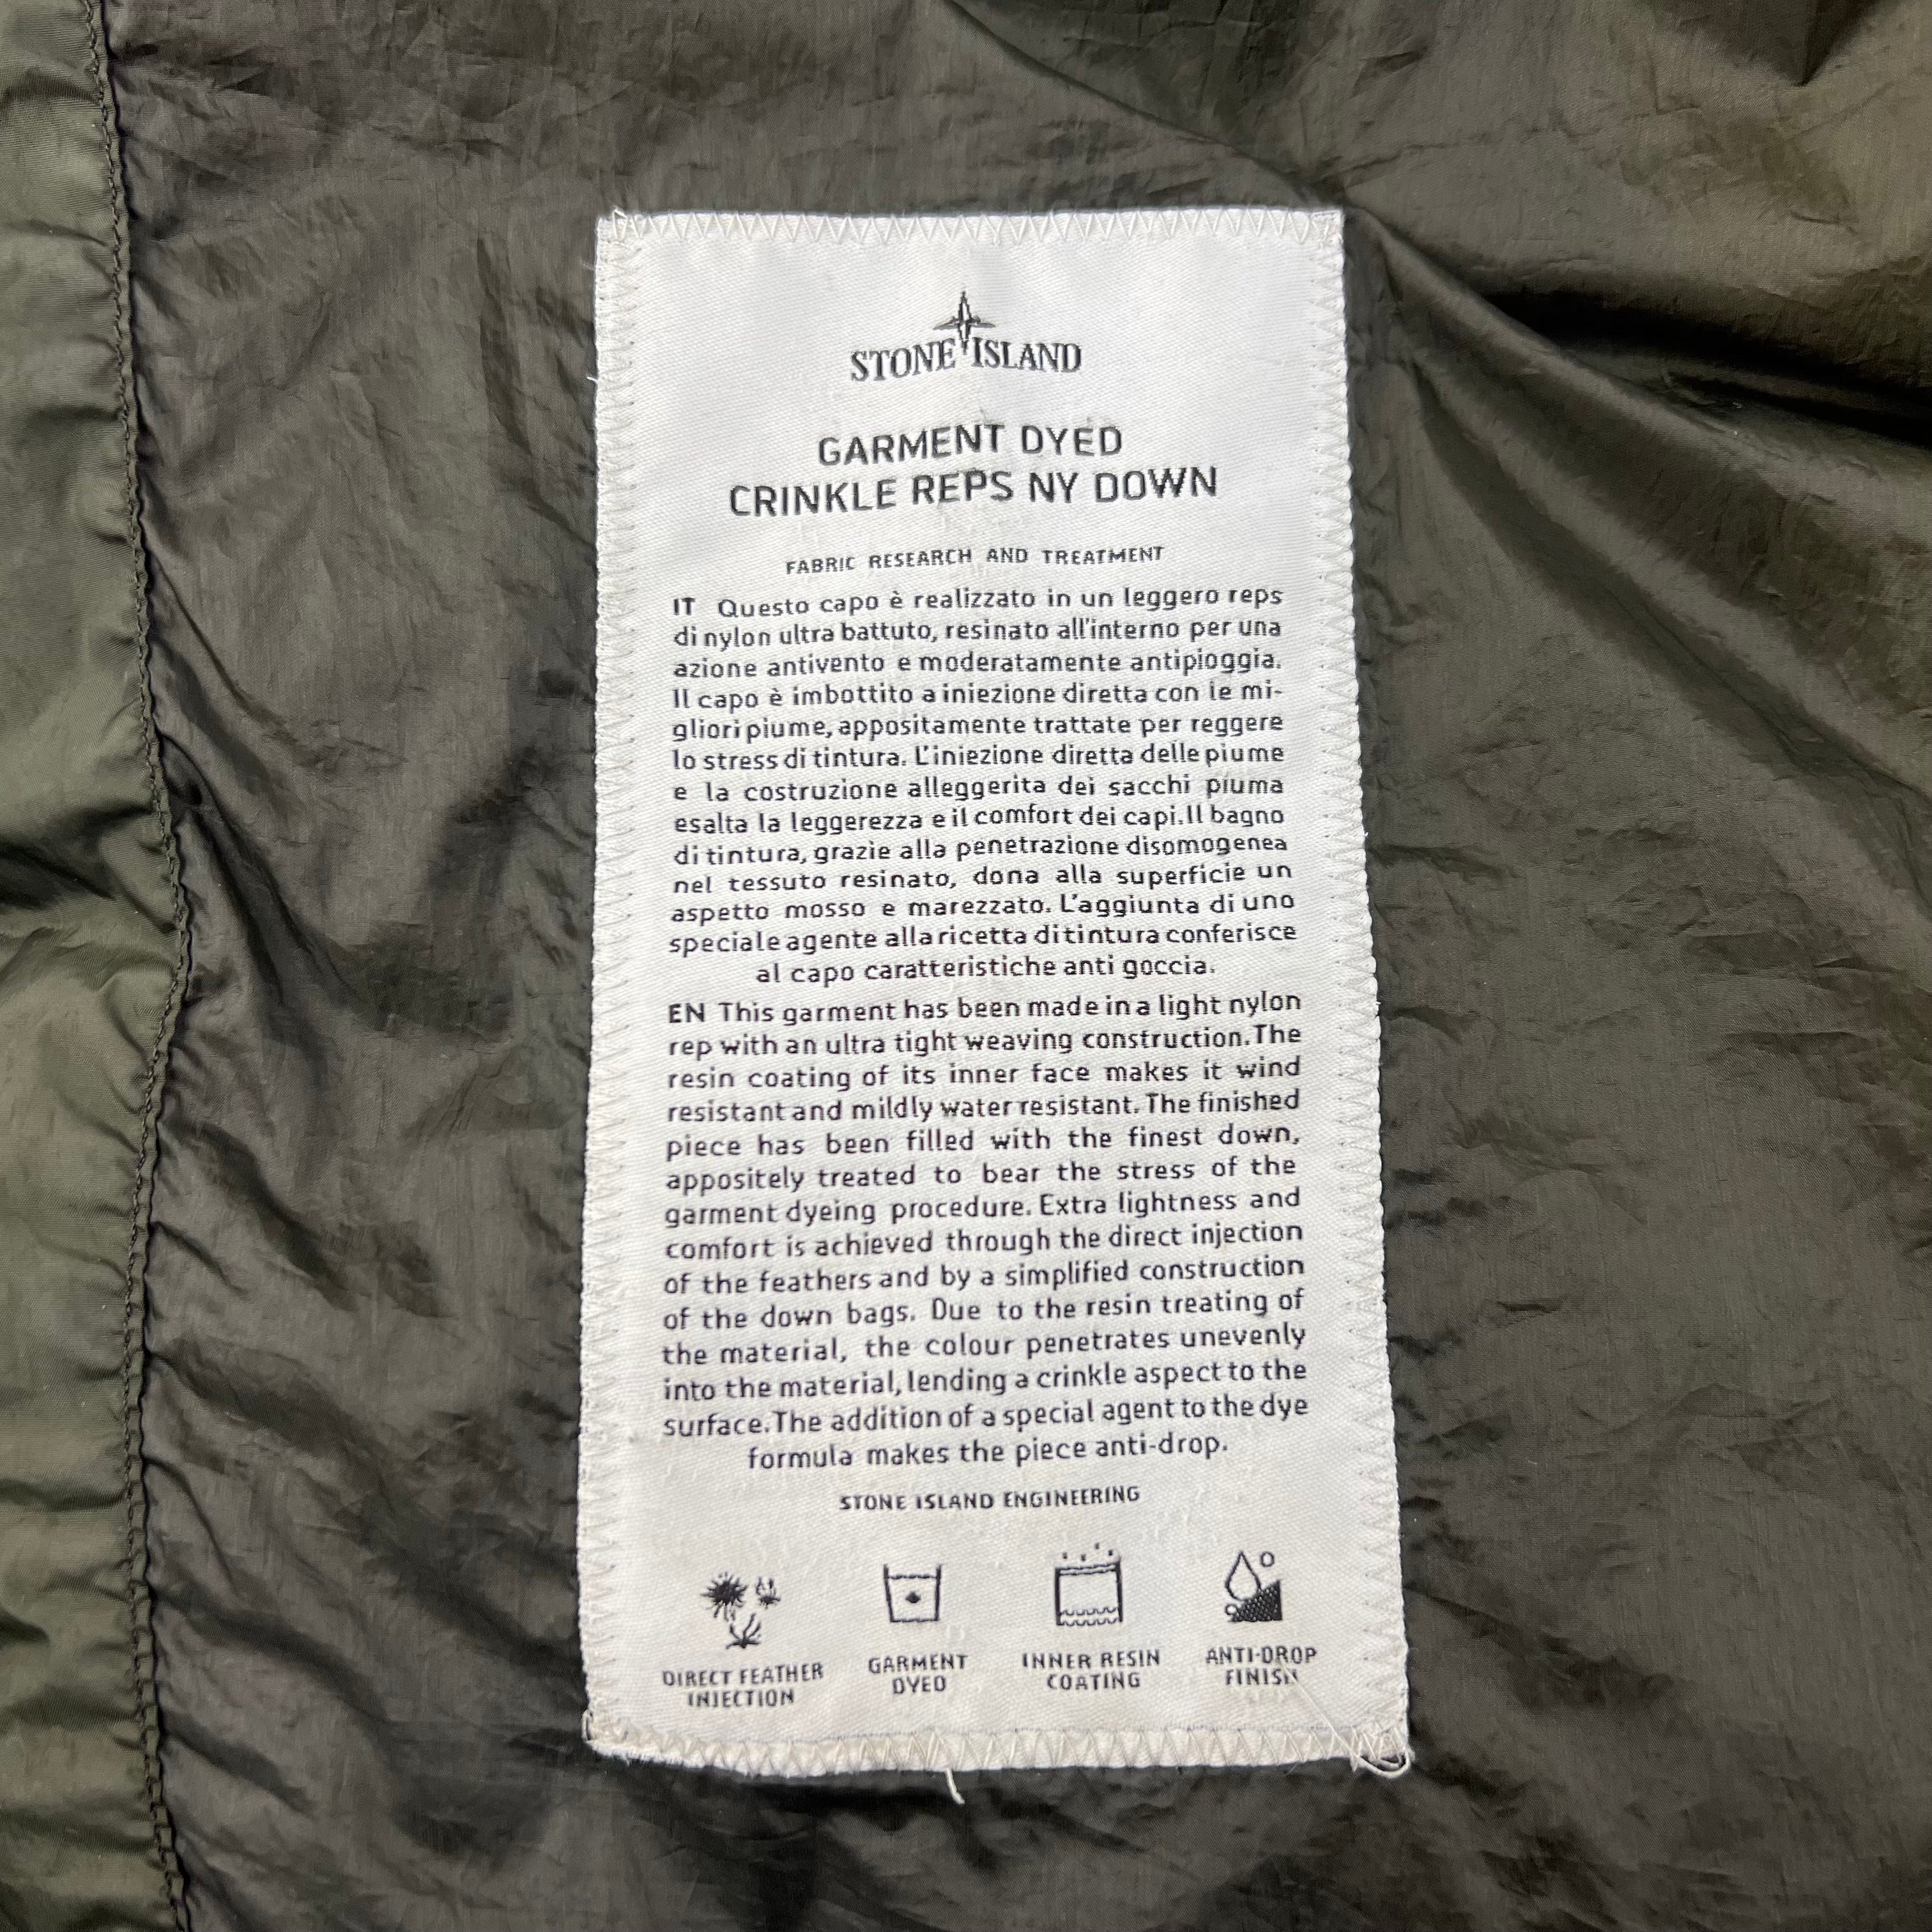 STONE ISLAND
GARMENT DYED
CRINKLE REPS NY DOWN
FABRIC RESEARCH AND TREATMENT
IT Questo capo è realizzato in un leggero reps
di nylon ultra battuto, resinato all'interno per una
azione antivento e moderatamente antipioggia.
Il capo è imbottito a iniezione diretta con le mi-
gliori piume, appositamente trattate per reggere
lo stress di tintura. L'iniezione diretta delle piume
e la costruzione alleggerita dei sacchi piuma
esalta la leggerezza e il comfort dei capi. Il bagno
di tintura, grazie alla penetrazione disomogenea
nel tessuto resinato, dona alla superficie un
aspetto mosso e marezzato. L'aggiunta di uno
speciale agente alla ricetta di tintura conferisce
al capo caratteristiche anti goccia.
EN This garment has been made in a light nylon
rep with an ultra tight weaving construction. The
resin coating of its inner face makes it wind
resistant and mildly water resistant. The finished
piece has been filled with the finest down,
appositely treated to bear the stress of the
garment dyeing procedure. Extra lightness and
comfort is achieved through the direct injection
of the feathers and by a simplified construction
of the down bags. Due to the resin treating of
the material, the colour penetrates unevenly
into the material, lending a crinkle aspect to the
surface. The addition of a special agent to the dye
formula makes the piece anti-drop.
STONE ISLAND ENGINEERING
DIRECT FEATHER
INJECTION
GARMENT
DYED
INNER RESIN
COATING
ANTI-DROP
FINISH